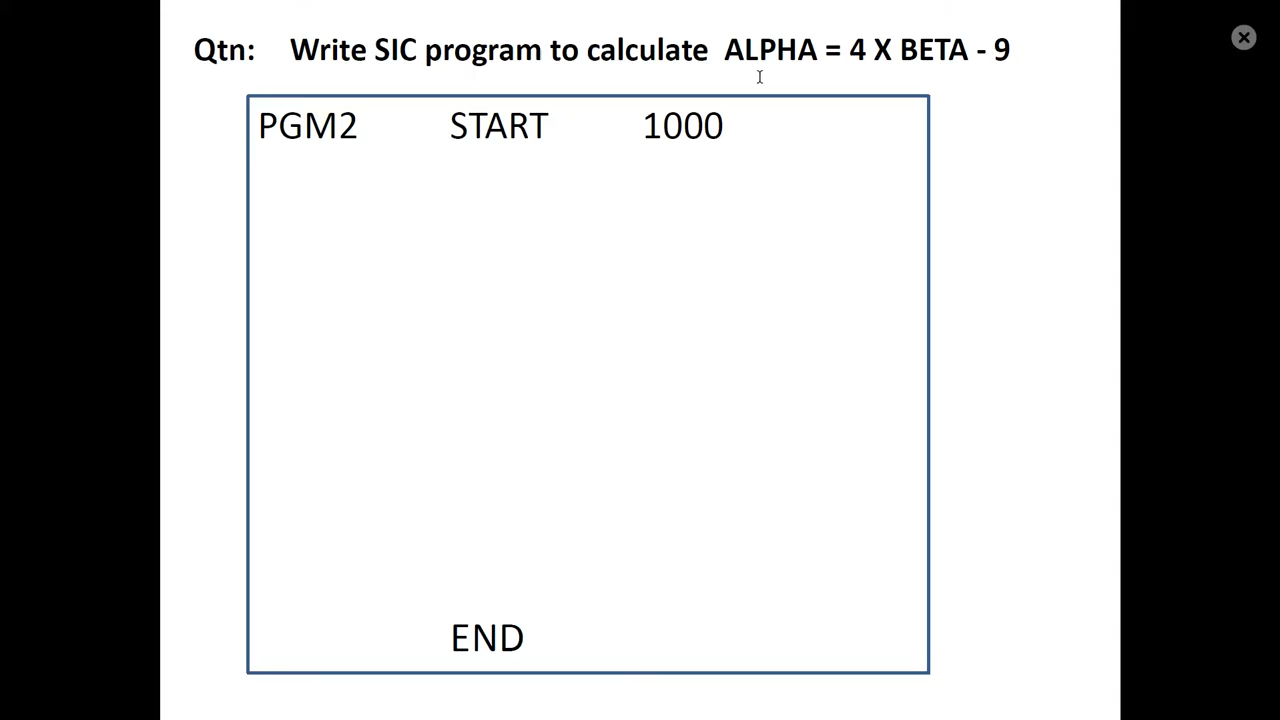 Qtn: Write SIC program to calculate ALPHA = 4 X BETA - 9
PGM2 START 1000
END